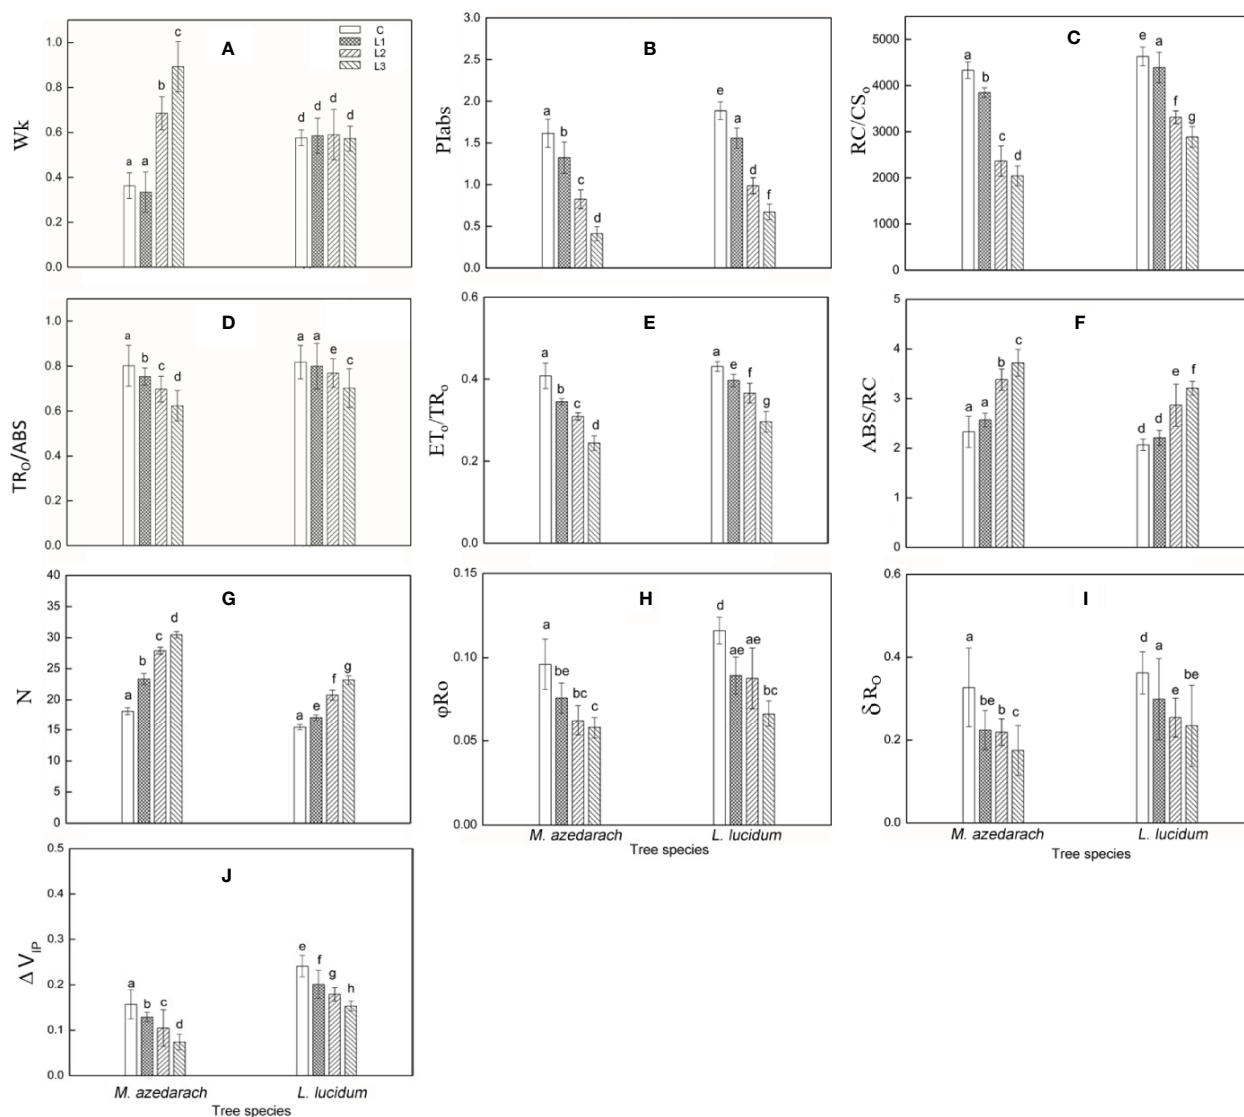 A
C
L1
L2
L3
Wk
1.0
0.8
0.6
0.4
0.2
0.0
a a b c
d d d d
B
PIabs
3.0
2.5
2.0
1.5
1.0
0.5
0.0
a b c d
e a d f
C
RC/CSo
5000
4000
3000
2000
1000
0
a b c d
e a f g
D
TRO/ABS
1.0
0.8
0.6
0.4
0.2
0.0
a b c d
a a e c
E
ETo/TRo
0.6
0.4
0.2
0.0
a b c d
a e f g
F
ABS/RC
5
4
3
2
1
0
a a b c
d d e f
G
N
40
35
30
25
20
15
10
5
0
a b c d
a e f g
H
φRo
0.15
0.10
0.05
0.00
a be bc c
d ae ae bc
M. azedarach L. lucidum
Tree species
I
δRO
0.6
0.4
0.2
0.0
a be b c
d a e be
M. azedarach L. lucidum
Tree species
J
ΔVIP
0.5
0.4
0.3
0.2
0.1
0.0
a b c d
e f g h
M. azedarach L. lucidum
Tree species